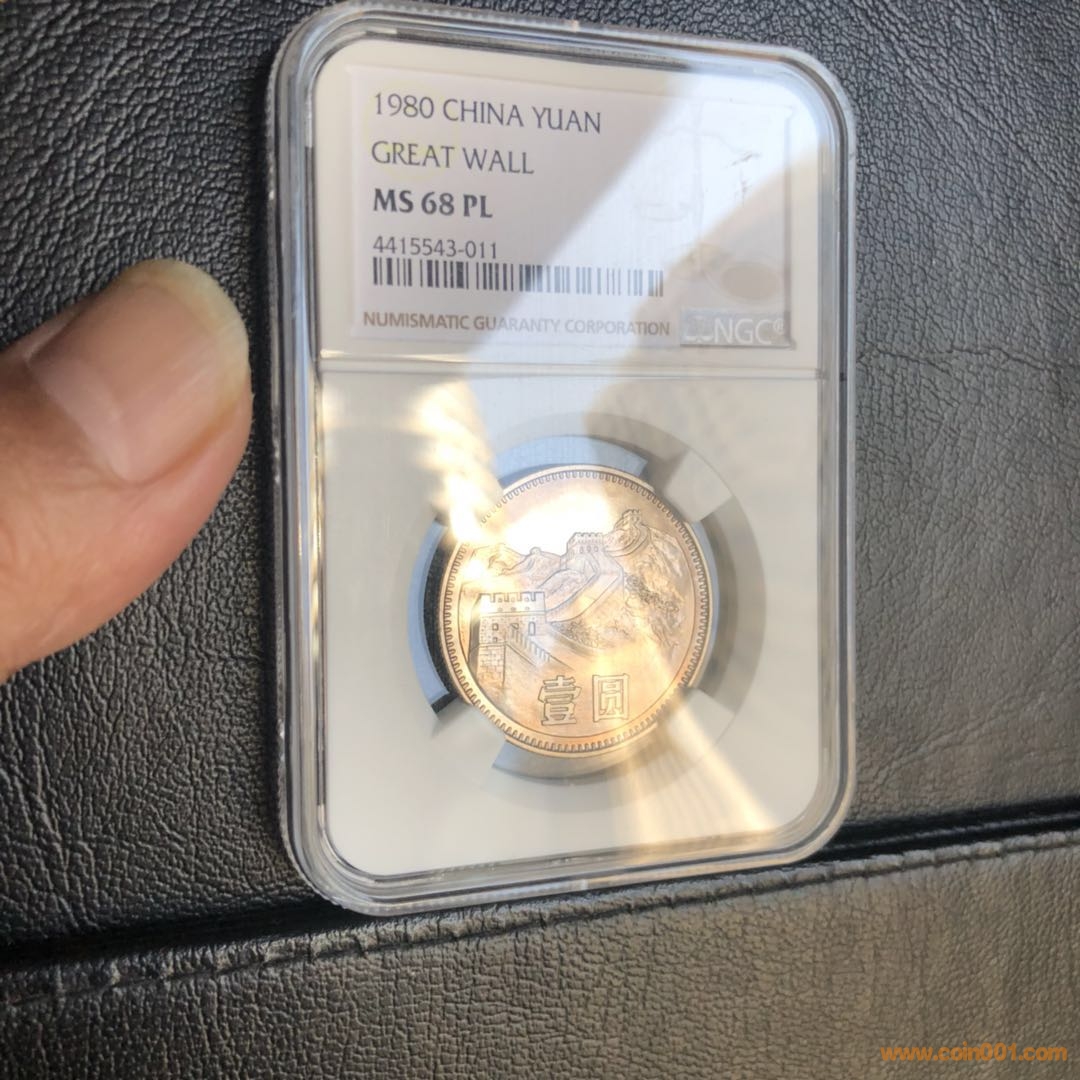 1980 CHINA YUAN
GREAT WALL
MS 68 PL
4415543-011
NUMISMATIC GUARANTY CORPORATION NGC®
壹圆
www.coin001.com